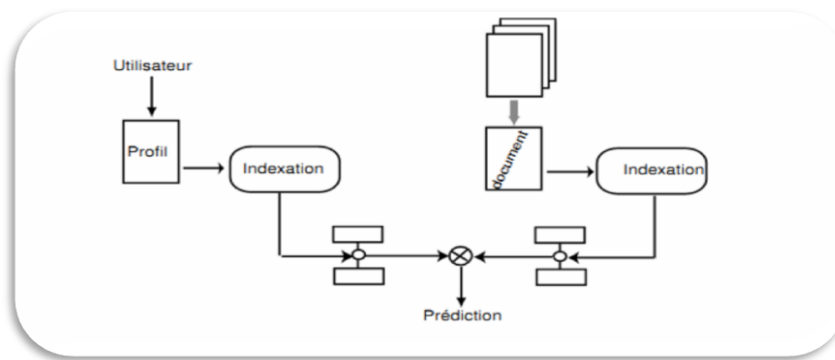 Utilisateur
Profil
Indexation
document
Indexation
Prédiction